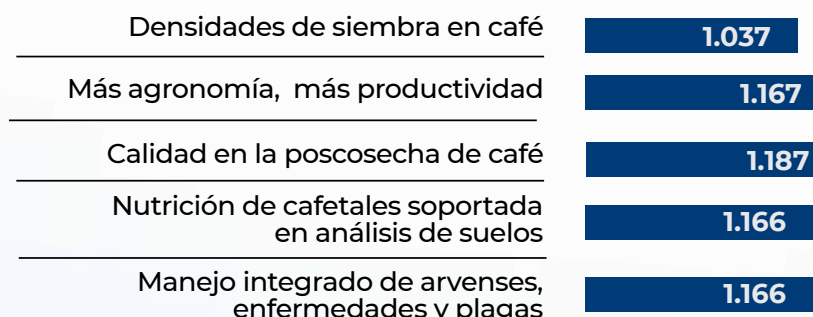 Densidades de siembra en café
1.037
Más agronomía, más productividad
1.167
Calidad en la poscosecha de café
1.187
Nutrición de cafetales soportada
en análisis de suelos
1.166
Manejo integrado de arvenses,
enfermedades y plagas
1.166